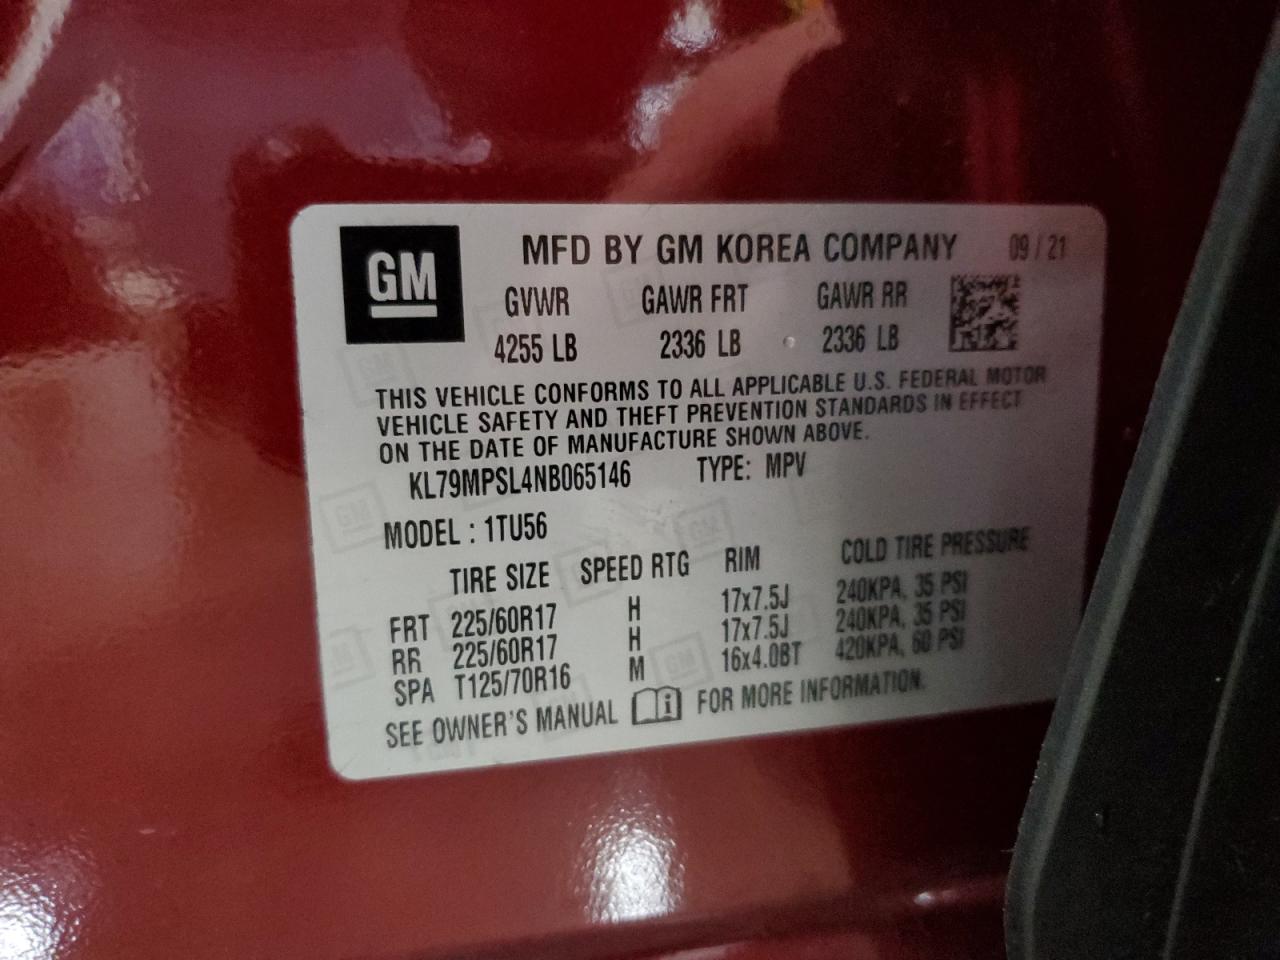 GM MFD BY GM KOREA COMPANY 09 / 21
GVWR GAWR FRT GAWR RR
4255 LB 2336 LB 2336 LB
THIS VEHICLE CONFORMS TO ALL APPLICABLE U.S. FEDERAL MOTOR
VEHICLE SAFETY AND THEFT PREVENTION STANDARDS IN EFFECT
ON THE DATE OF MANUFACTURE SHOWN ABOVE.
KL79MPSL4NB065146 TYPE: MPV
MODEL : 1TU56
TIRE SIZE SPEED RTG RIM COLD TIRE PRESSURE
FRT 225/60R17 H 17x7.5J 240KPA, 35 PSI
RR 225/60R17 H 17x7.5J 240KPA, 35 PSI
SPA T125/70R16 M 16x4.0BT 420KPA, 60 PSI
SEE OWNER'S MANUAL FOR MORE INFORMATION.